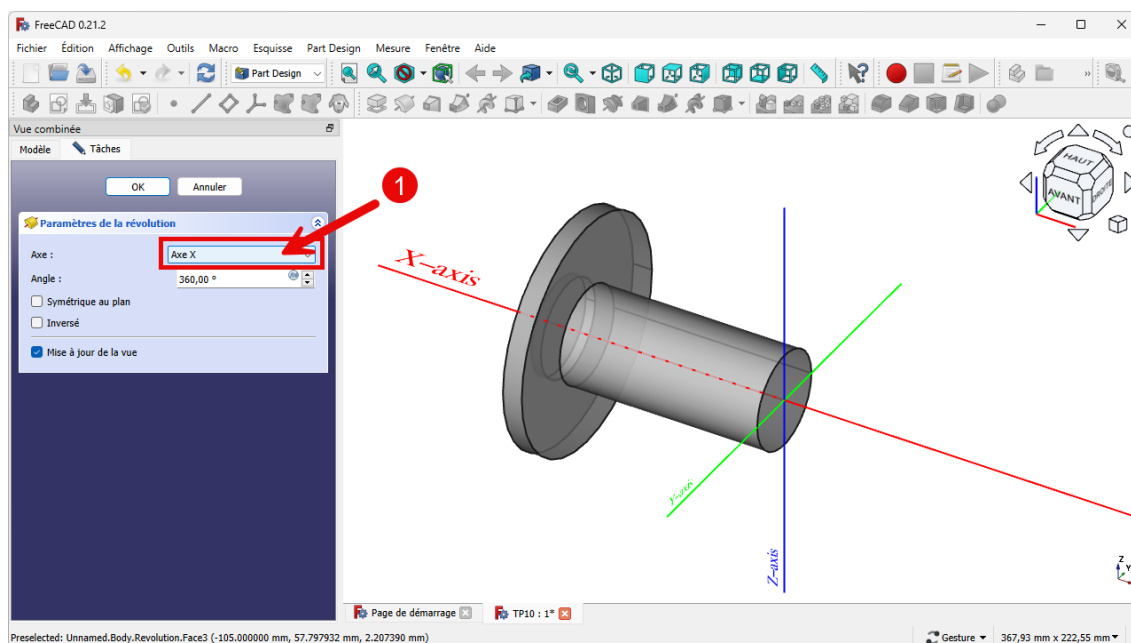 FreeCAD 0.21.2
Fichier Édition Affichage Outils Macro Esquisse Part Design Mesure Fenêtre Aide
Part Design
»
Vue combinée
Modèle Tâches
OK Annuler
1
Paramètres de la révolution
Axe : Axe X
Angle : 360,00 °
Symétrique au plan
Inversé
Mise à jour de la vue
HAUT
AVANT DROITE
X-axis
Y-axis
Z-axis
Z
Y
Page de démarrage TP10 : 1*
Preselected: Unnamed.Body.Revolution.Face3 (-105.000000 mm, 57.797932 mm, 2.207390 mm) Gesture 367,93 mm x 222,55 mm